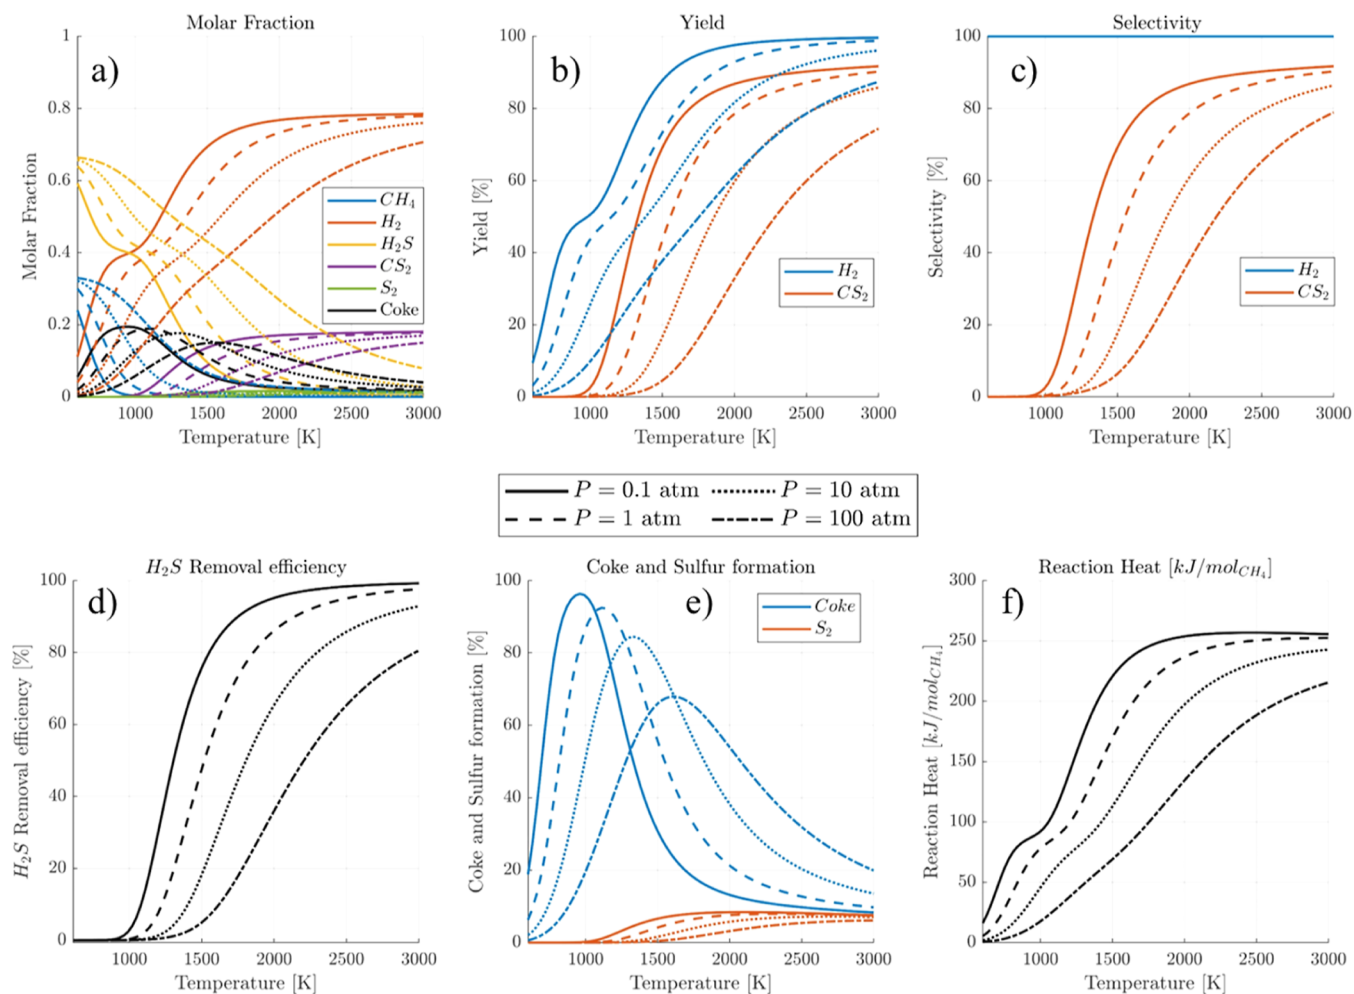 Molar Fraction
a)
1
0.8
0.6
0.4
0.2
0
Molar Fraction
1000 1500 2000 2500 3000
Temperature [K]
CH4
H2
H2S
CS2
S2
Coke
Yield
b)
100
80
60
40
20
0
Yield [%]
1000 1500 2000 2500 3000
Temperature [K]
H2
CS2
Selectivity
c)
100
80
60
40
20
0
Selectivity [%]
1000 1500 2000 2500 3000
Temperature [K]
H2
CS2
P = 0.1 atm P = 10 atm
P = 1 atm P = 100 atm
H2S Removal efficiency
d)
100
80
60
40
20
0
H2S Removal efficiency [%]
1000 1500 2000 2500 3000
Temperature [K]
Coke and Sulfur formation
e)
100
80
60
40
20
0
Coke and Sulfur formation [%]
1000 1500 2000 2500 3000
Temperature [K]
Coke
S2
Reaction Heat [kJ/molCH4]
f)
300
250
200
150
100
50
0
Reaction Heat [kJ/molCH4]
1000 1500 2000 2500 3000
Temperature [K]